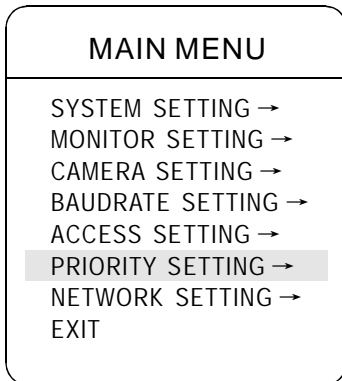 MAIN MENU
SYSTEM SETTING →
MONITOR SETTING →
CAMERA SETTING →
BAUDRATE SETTING →
ACCESS SETTING →
PRIORITY SETTING →
NETWORK SETTING →
EXIT